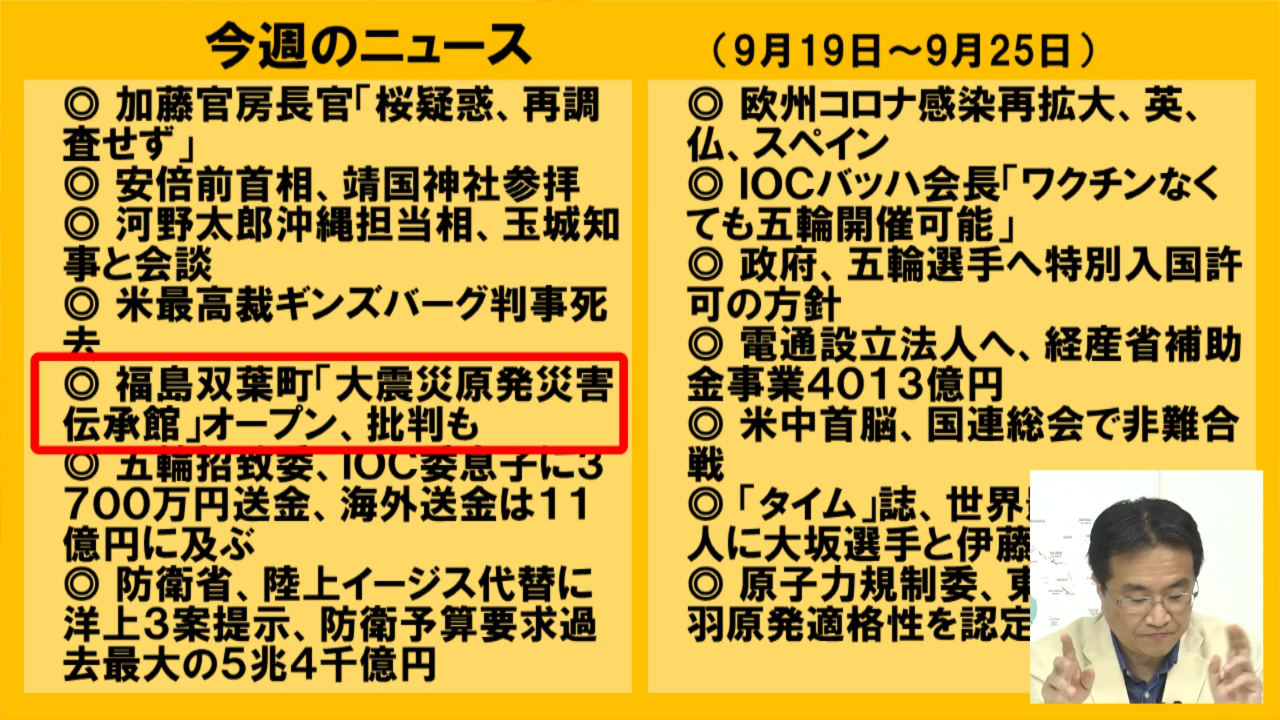 今週のニュース
(9月19日～9月25日)
◎ 加藤官房長官「桜疑惑、再調
査せず」
◎ 安倍前首相、靖国神社参拝
◎ 河野太郎沖縄担当相、玉城知
事と会談
◎ 米最高裁ギンズバーグ判事死
去
◎ 福島双葉町「大震災原発災害
伝承館」オープン、批判も
◎ 五輪招致委、IOC委息子に3
700万円送金、海外送金は11
億円に及ぶ
◎ 防衛省、陸上イージス代替に
洋上3案提示、防衛予算要求過
去最大の5兆4千億円
◎ 欧州コロナ感染再拡大、英、
仏、スペイン
◎ IOCバッハ会長「ワクチンなく
ても五輪開催可能」
◎ 政府、五輪選手へ特別入国許
可の方針
◎ 電通設立法人へ、経産省補助
金事業4013億円
◎ 米中首脳、国連総会で非難合
戦
◎ 「タイム」誌、世界
人に大坂選手と伊藤
◎ 原子力規制委、東
羽原発適格性を認定